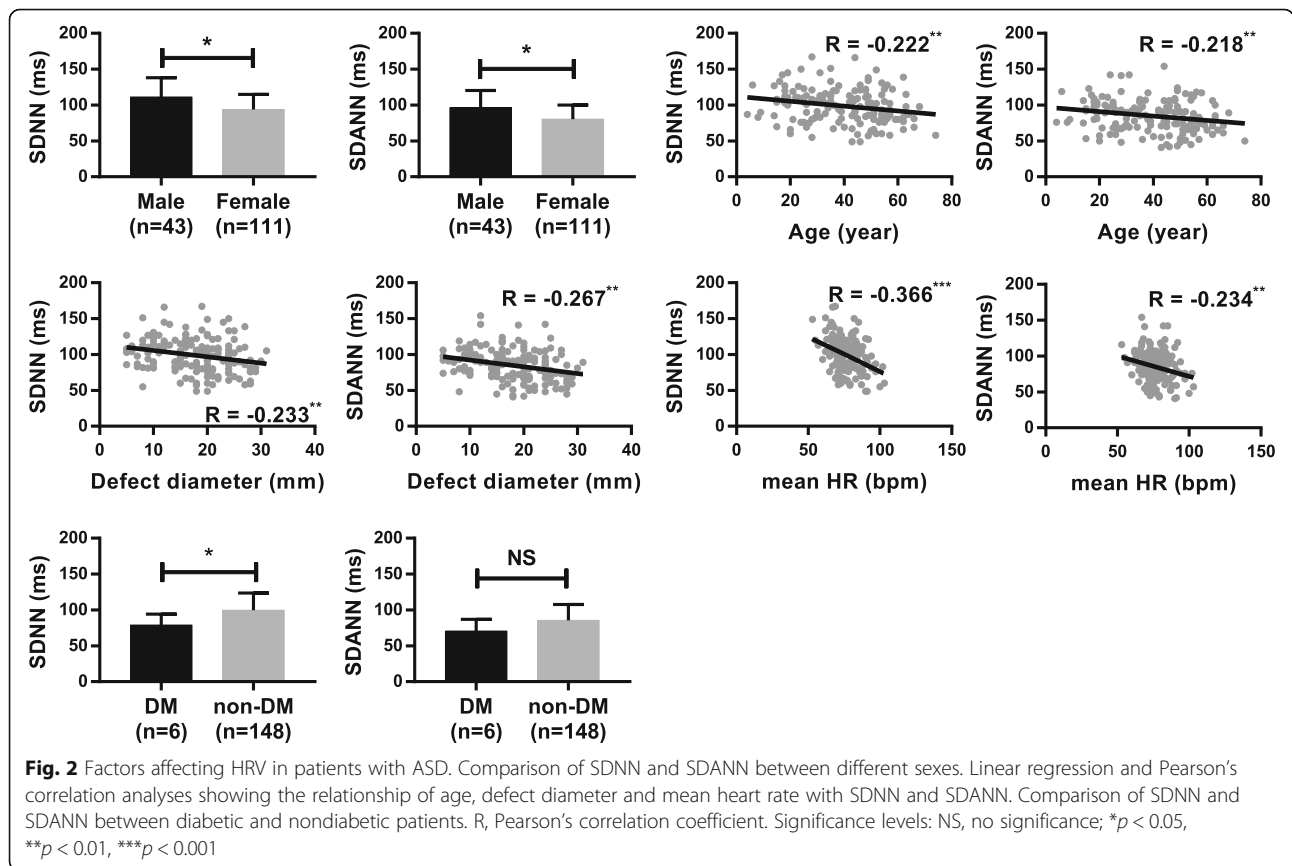 200
150
100
50
0
SDNN (ms)
*
Male
(n=43)
Female
(n=111)
200
150
100
50
0
SDANN (ms)
*
Male
(n=43)
Female
(n=111)
200
150
100
50
0
SDNN (ms)
R = -0.222**
0 20 40 60 80
Age (year)
200
150
100
50
0
SDANN (ms)
R = -0.218**
0 20 40 60 80
Age (year)
200
150
100
50
0
SDNN (ms)
R = -0.233**
0 10 20 30 40
Defect diameter (mm)
200
150
100
50
0
SDANN (ms)
R = -0.267**
0 10 20 30 40
Defect diameter (mm)
200
150
100
50
0
SDNN (ms)
R = -0.366***
0 50 100 150
mean HR (bpm)
200
150
100
50
0
SDANN (ms)
R = -0.234**
0 50 100 150
mean HR (bpm)
200
150
100
50
0
SDNN (ms)
*
DM
(n=6)
non-DM
(n=148)
200
150
100
50
0
SDANN (ms)
NS
DM
(n=6)
non-DM
(n=148)
Fig. 2 Factors affecting HRV in patients with ASD. Comparison of SDNN and SDANN between different sexes. Linear regression and Pearson's
correlation analyses showing the relationship of age, defect diameter and mean heart rate with SDNN and SDANN. Comparison of SDNN and
SDANN between diabetic and nondiabetic patients. R, Pearson's correlation coefficient. Significance levels: NS, no significance; *p < 0.05,
**p < 0.01, ***p < 0.001